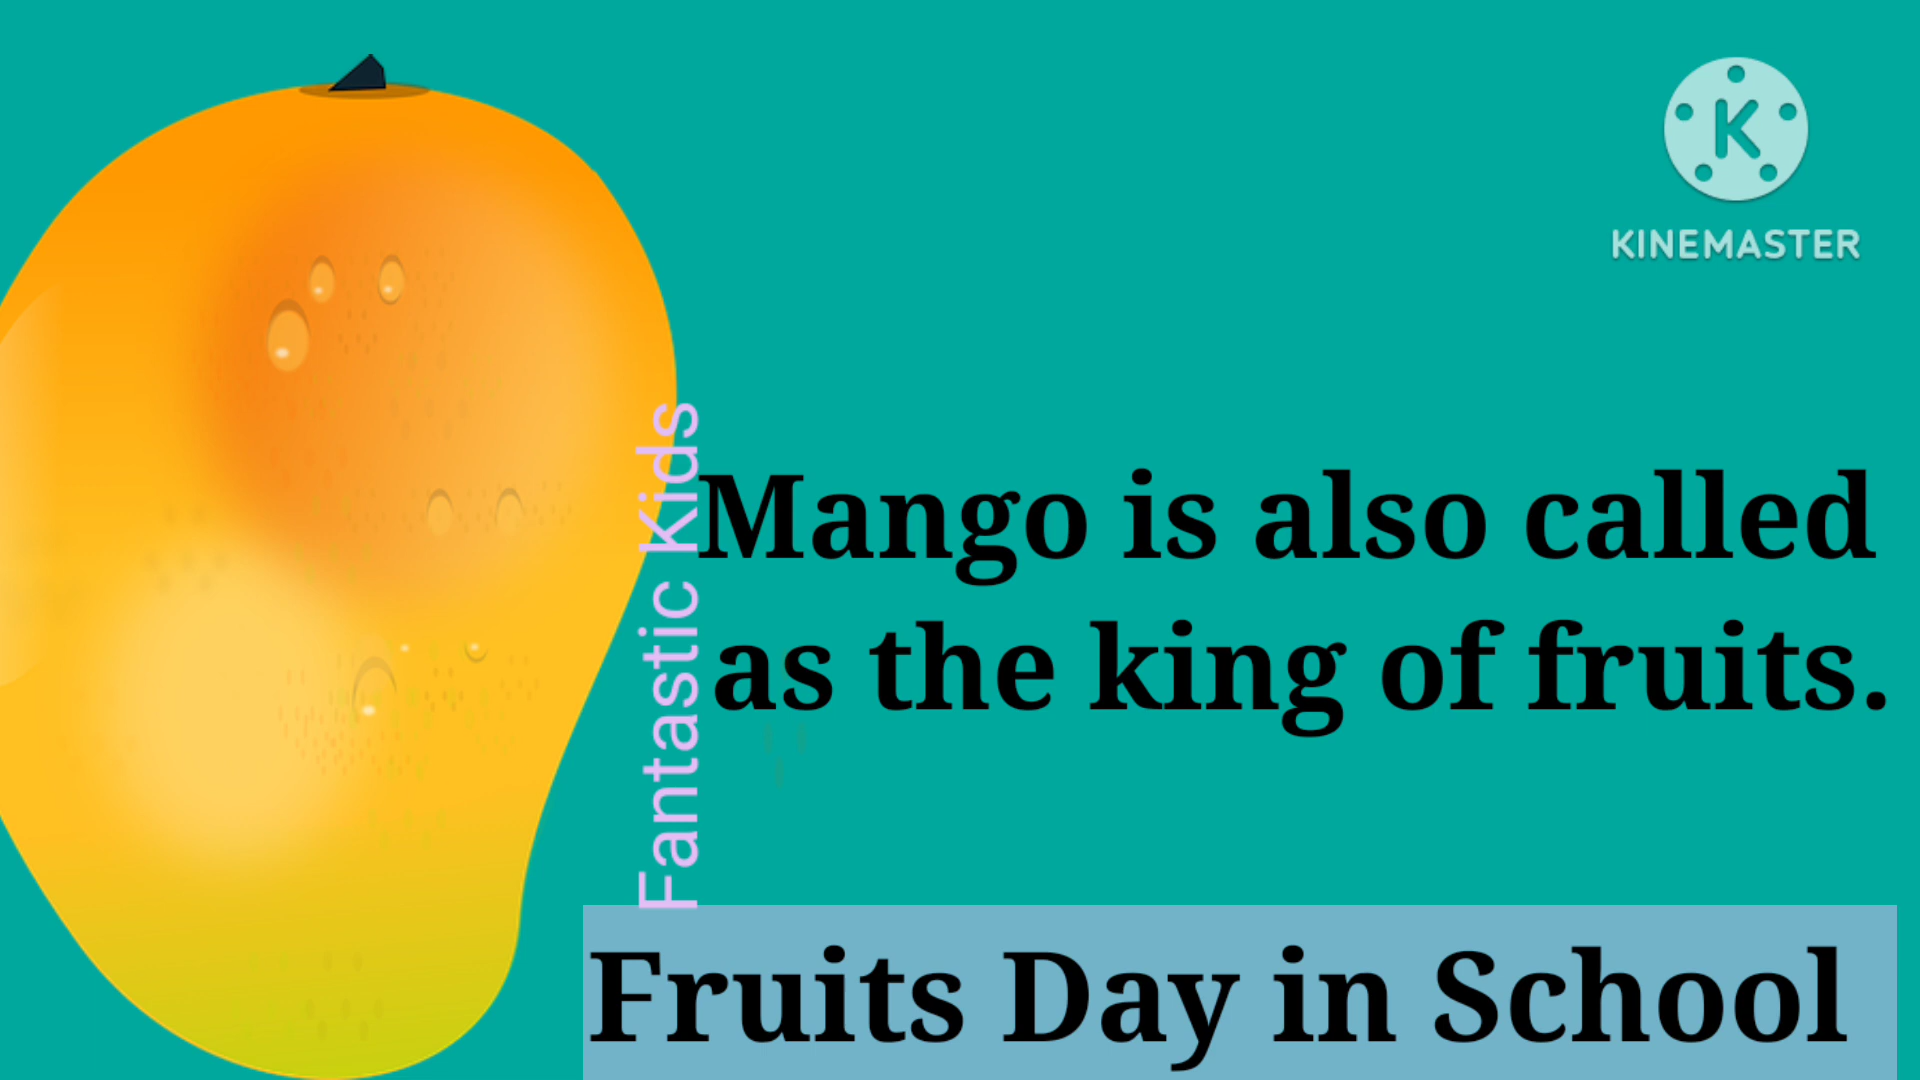 K
KINEMASTER
Fantastic Kids
Mango is also called
as the king of fruits.
Fruits Day in School